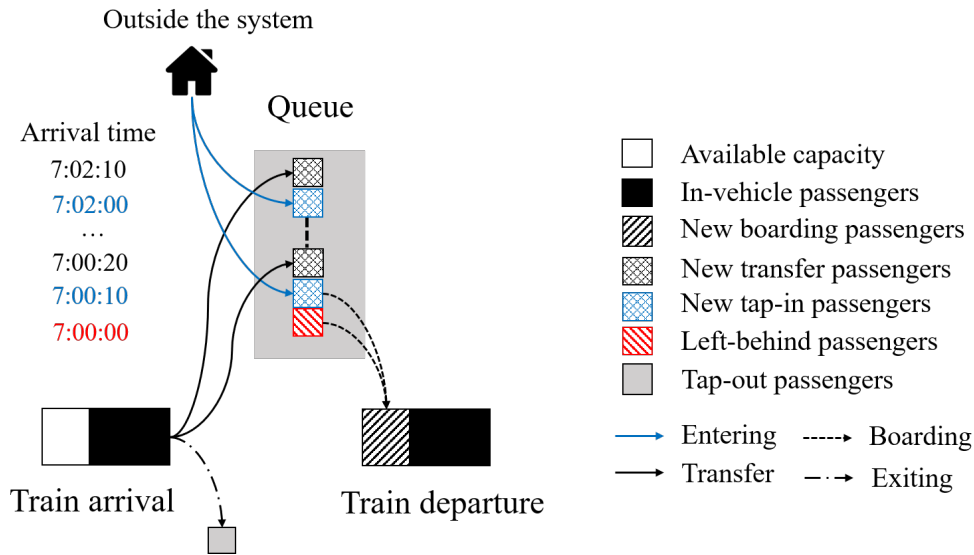 Outside the system
Queue
Arrival time
7:02:10
7:02:00
...
7:00:20
7:00:10
7:00:00
Train arrival
Train departure
Available capacity
In-vehicle passengers
New boarding passengers
New transfer passengers
New tap-in passengers
Left-behind passengers
Tap-out passengers
Entering
Boarding
Transfer
Exiting